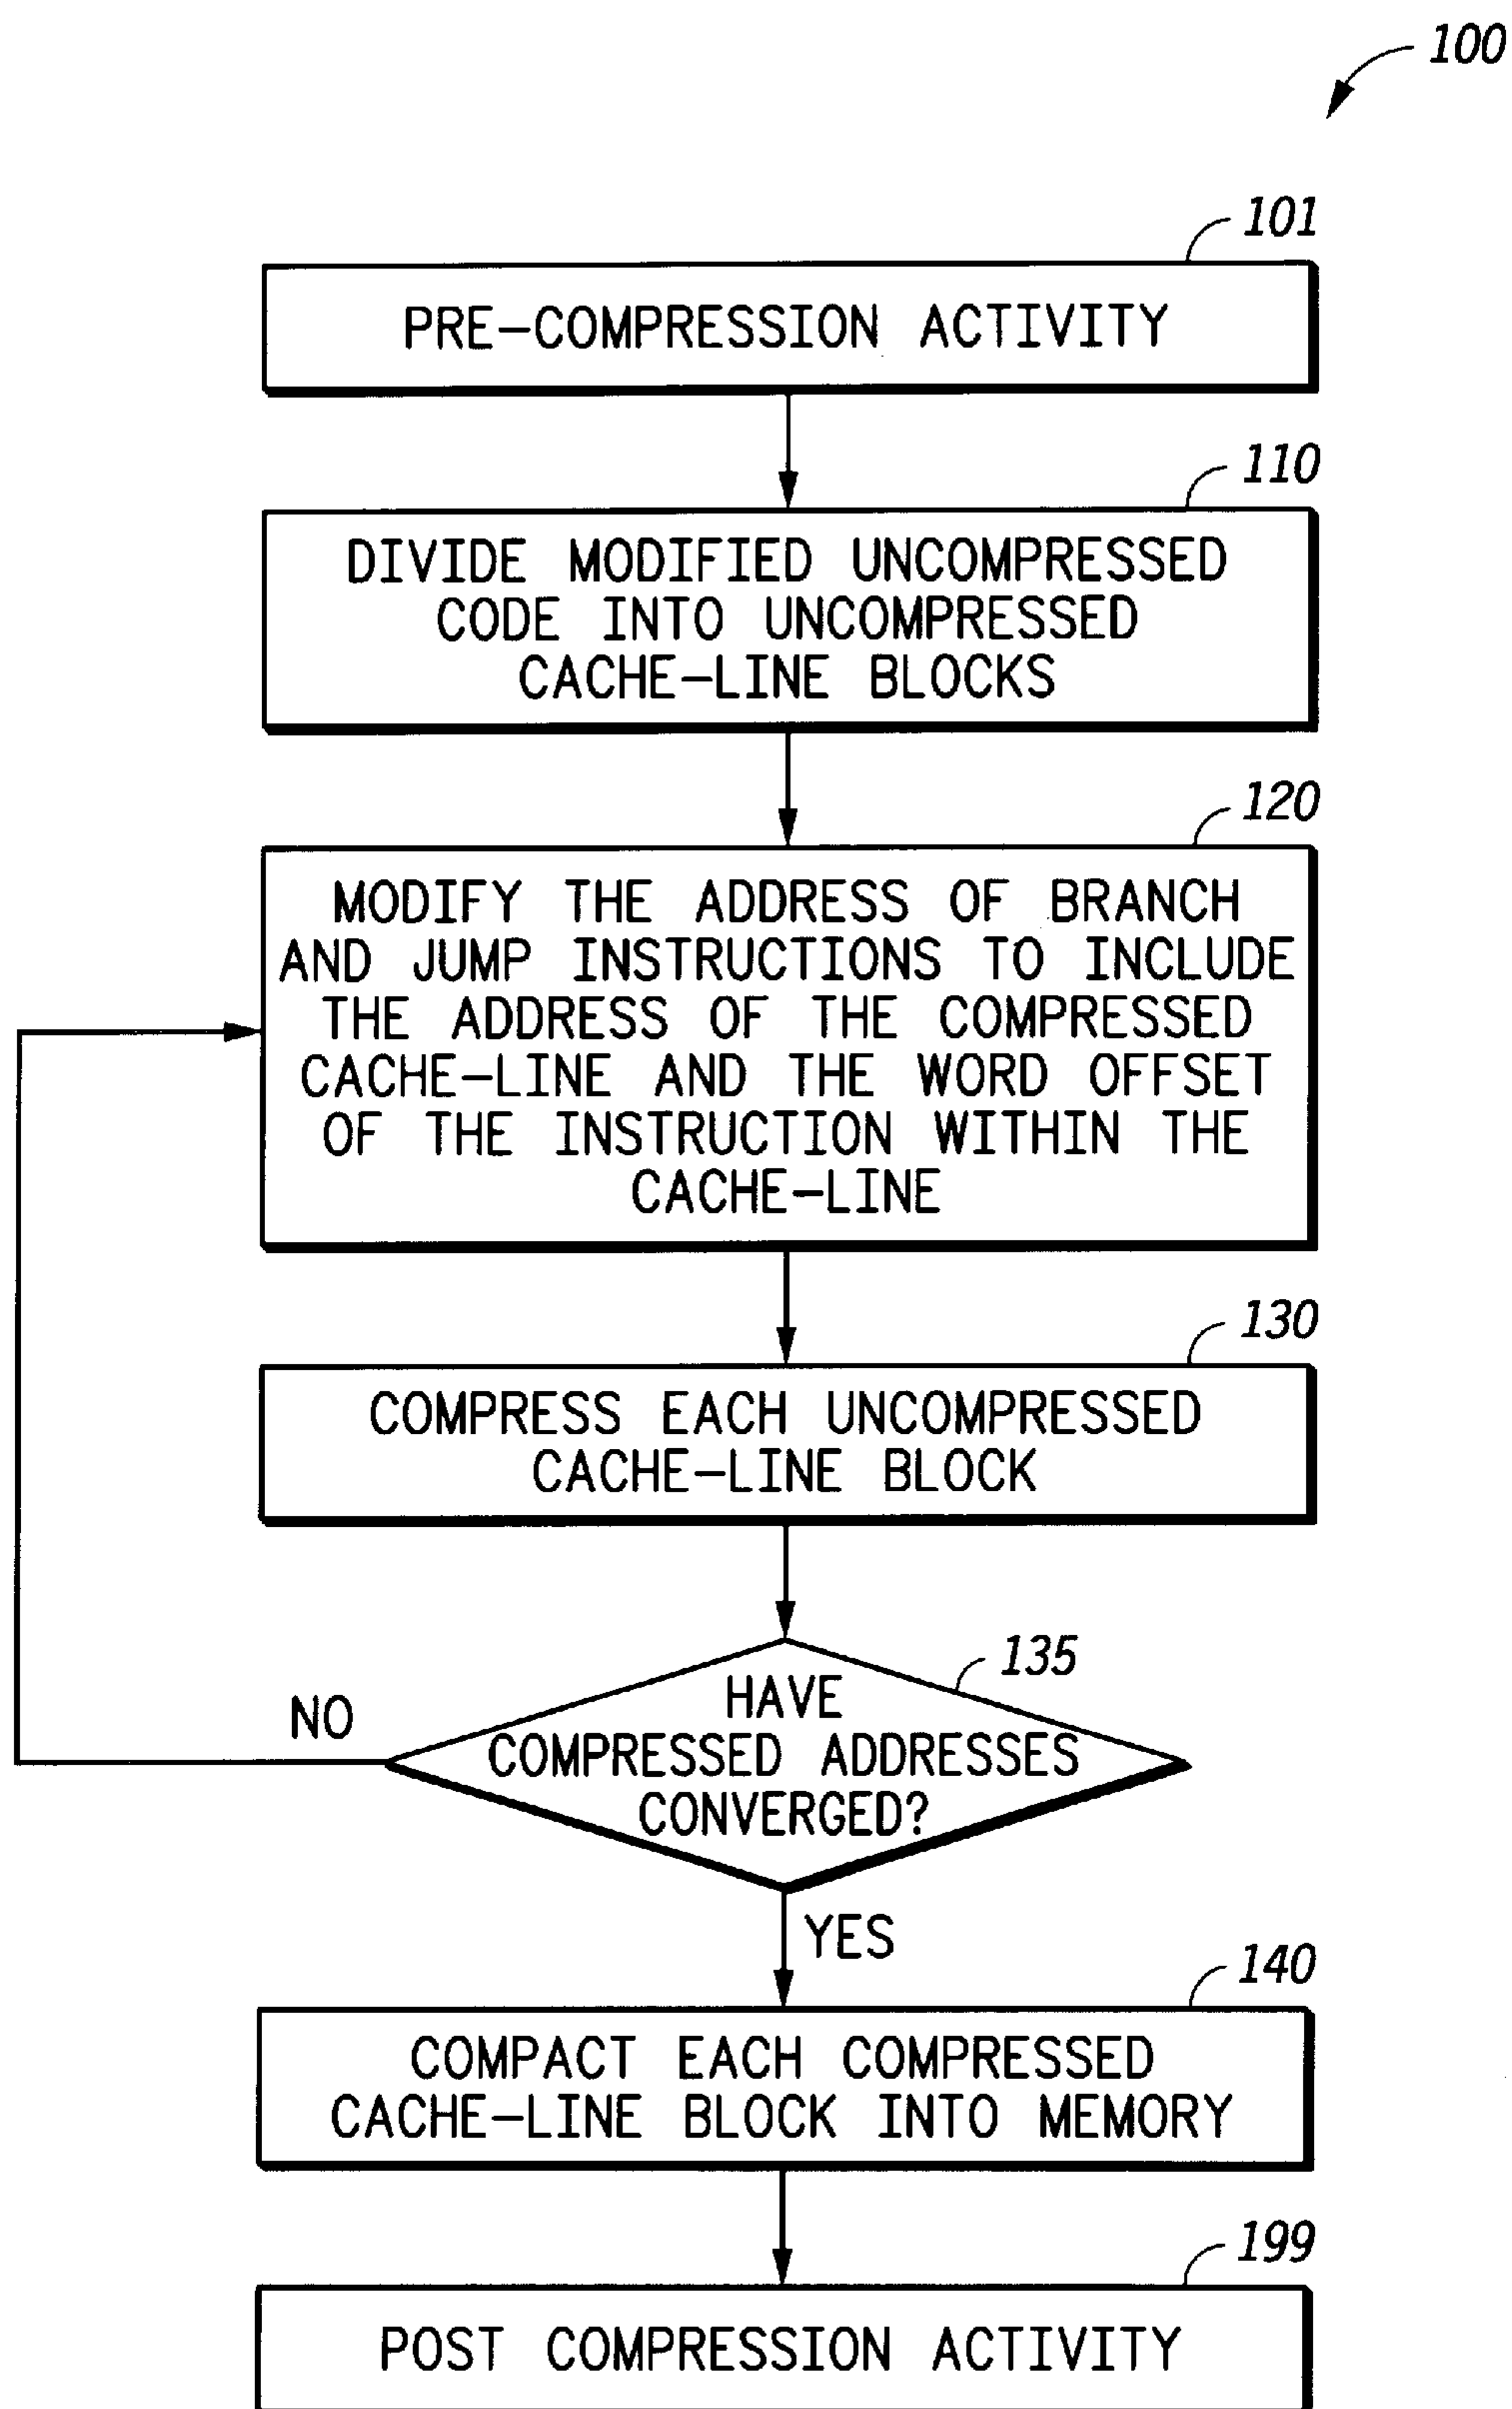 100
101
PRE-COMPRESSION ACTIVITY
110
DIVIDE MODIFIED UNCOMPRESSED
CODE INTO UNCOMPRESSED
CACHE-LINE BLOCKS
120
MODIFY THE ADDRESS OF BRANCH
AND JUMP INSTRUCTIONS TO INCLUDE
THE ADDRESS OF THE COMPRESSED
CACHE-LINE AND THE WORD OFFSET
OF THE INSTRUCTION WITHIN THE
CACHE-LINE
130
COMPRESS EACH UNCOMPRESSED
CACHE-LINE BLOCK
135
HAVE
COMPRESSED ADDRESSES
CONVERGED?
NO
YES
140
COMPACT EACH COMPRESSED
CACHE-LINE BLOCK INTO MEMORY
199
POST COMPRESSION ACTIVITY